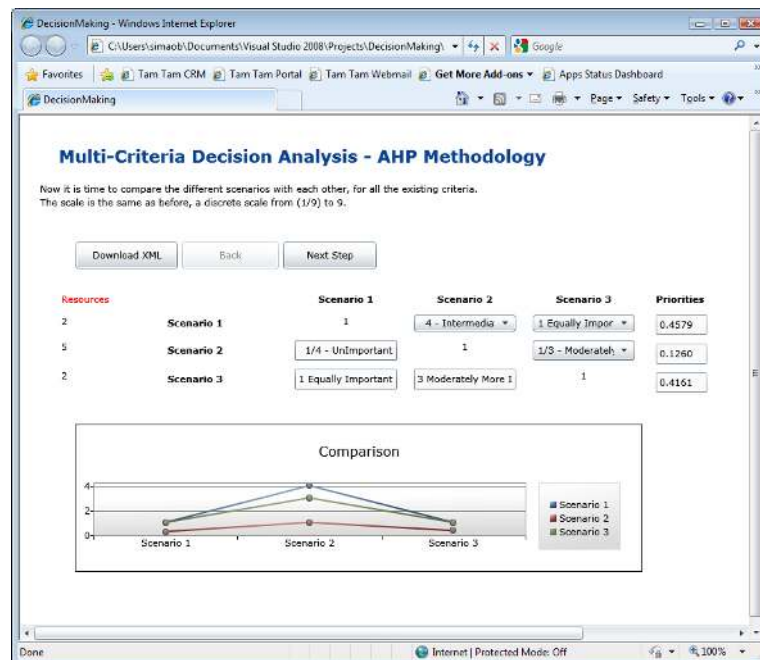 DecisionMaking - Windows Internet Explorer
C:\Users\simaob\Documents\Visual Studio 2008\Projects\DecisionMaking\ Google
Favorites Tam Tam CRM Tam Tam Portal Tam Tam Webmail Get More Add-ons Apps Status Dashboard
DecisionMaking Page Safety Tools
Multi-Criteria Decision Analysis - AHP Methodology
Now it is time to compare the different scenarios with each other, for all the existing criteria.
The scale is the same as before, a discrete scale from (1/9) to 9.
Download XML Back Next Step
Resources Scenario 1 Scenario 2 Scenario 3 Priorities
2 Scenario 1 1 4 - Intermedia 1 Equally Impor 0.4579
5 Scenario 2 1/4 - UnImportant 1 1/3 - Moderately 0.1260
2 Scenario 3 1 Equally Important 3 Moderately More I 1 0.4161
Comparison
4
2
0
Scenario 1 Scenario 2 Scenario 3
Scenario 1
Scenario 2
Scenario 3
Done Internet | Protected Mode: Off 100%